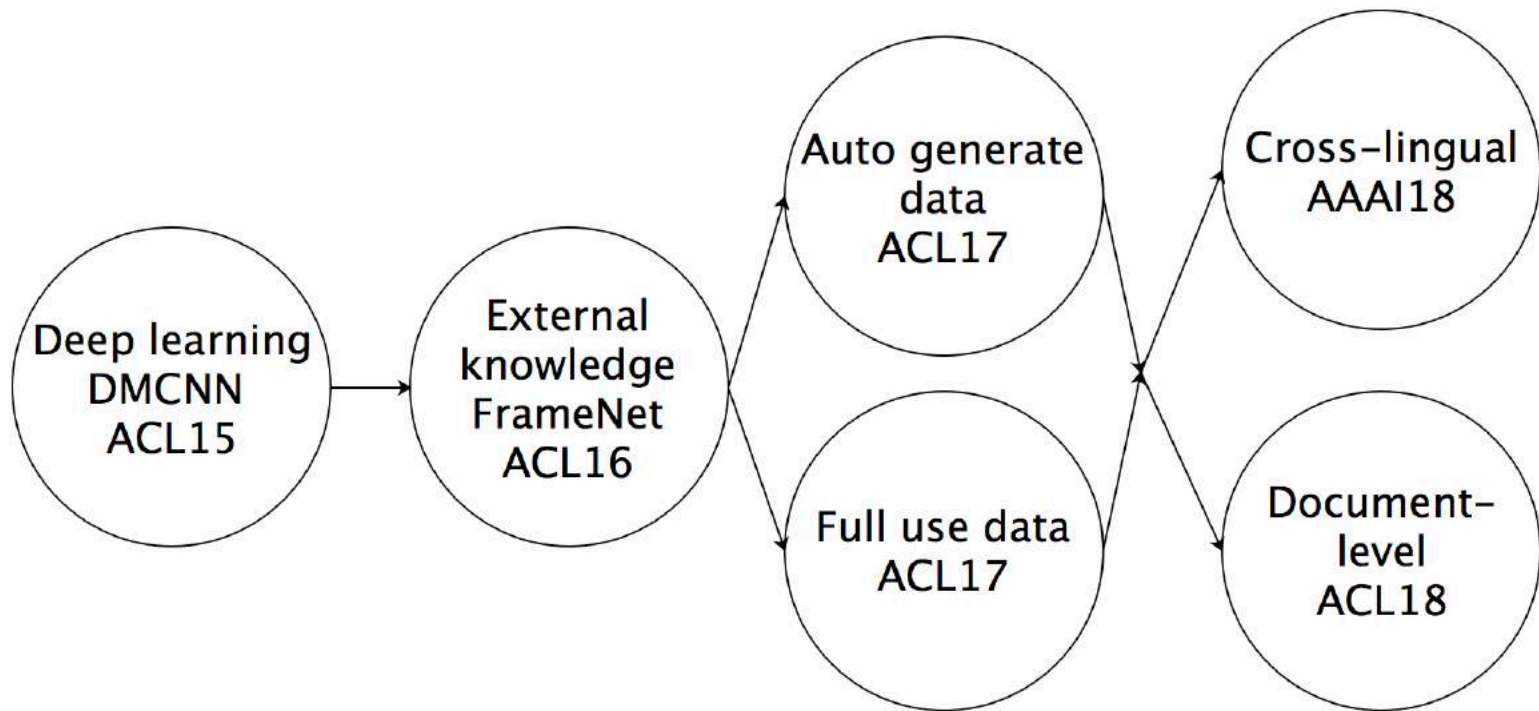 Deep learning
DMCNN
ACL15
External
knowledge
FrameNet
ACL16
Auto generate
data
ACL17
Full use data
ACL17
Cross-lingual
AAAI18
Document-
level
ACL18